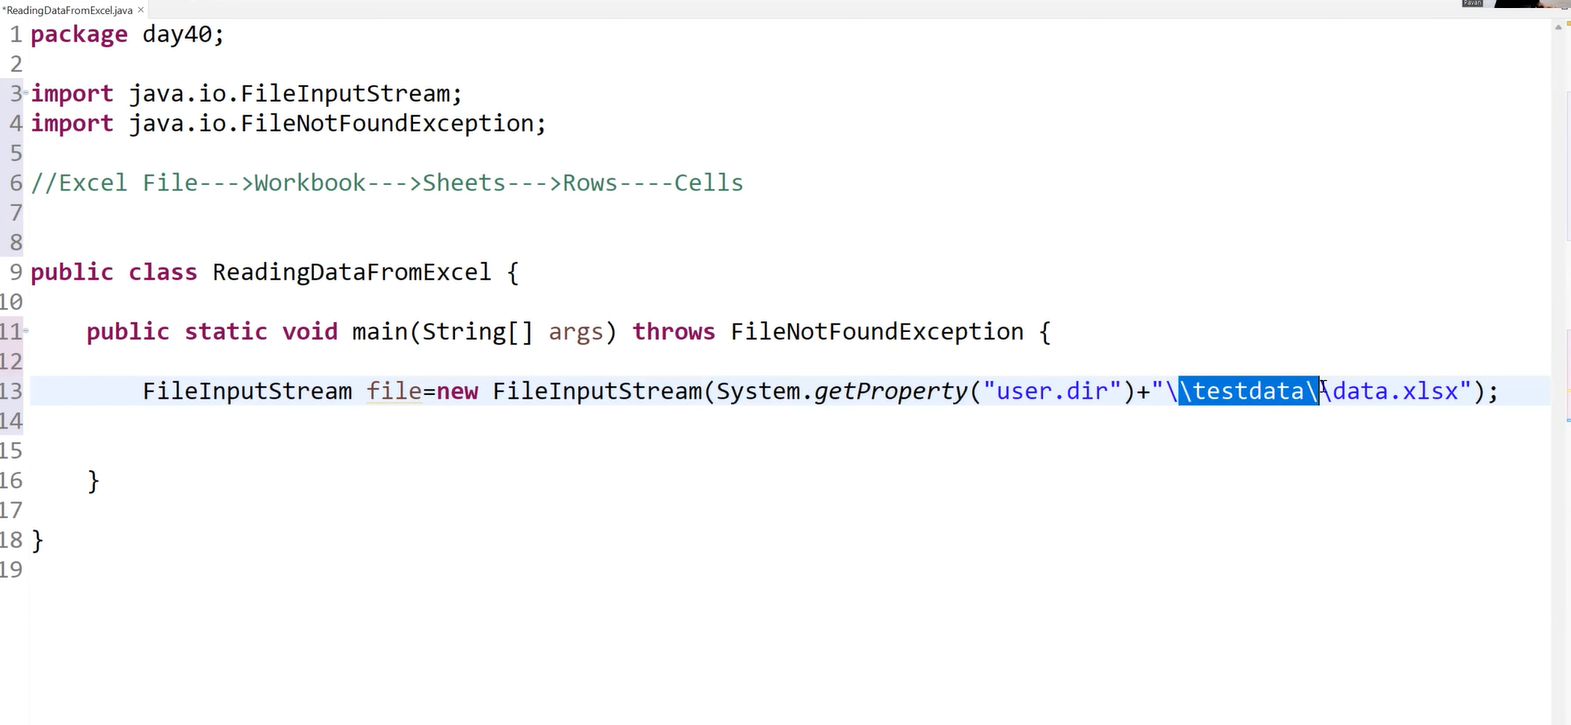 *ReadingDataFromExcel.java
Pavan
1 package day40;
2
3 import java.io.FileInputStream;
4 import java.io.FileNotFoundException;
5
6 //Excel File--->Workbook--->Sheets--->Rows----Cells
7
8
9 public class ReadingDataFromExcel {
10
11 public static void main(String[] args) throws FileNotFoundException {
12
13 FileInputStream file=new FileInputStream(System.getProperty("user.dir")+"\\testdata\\data.xlsx");
14
15
16 }
17
18 }
19